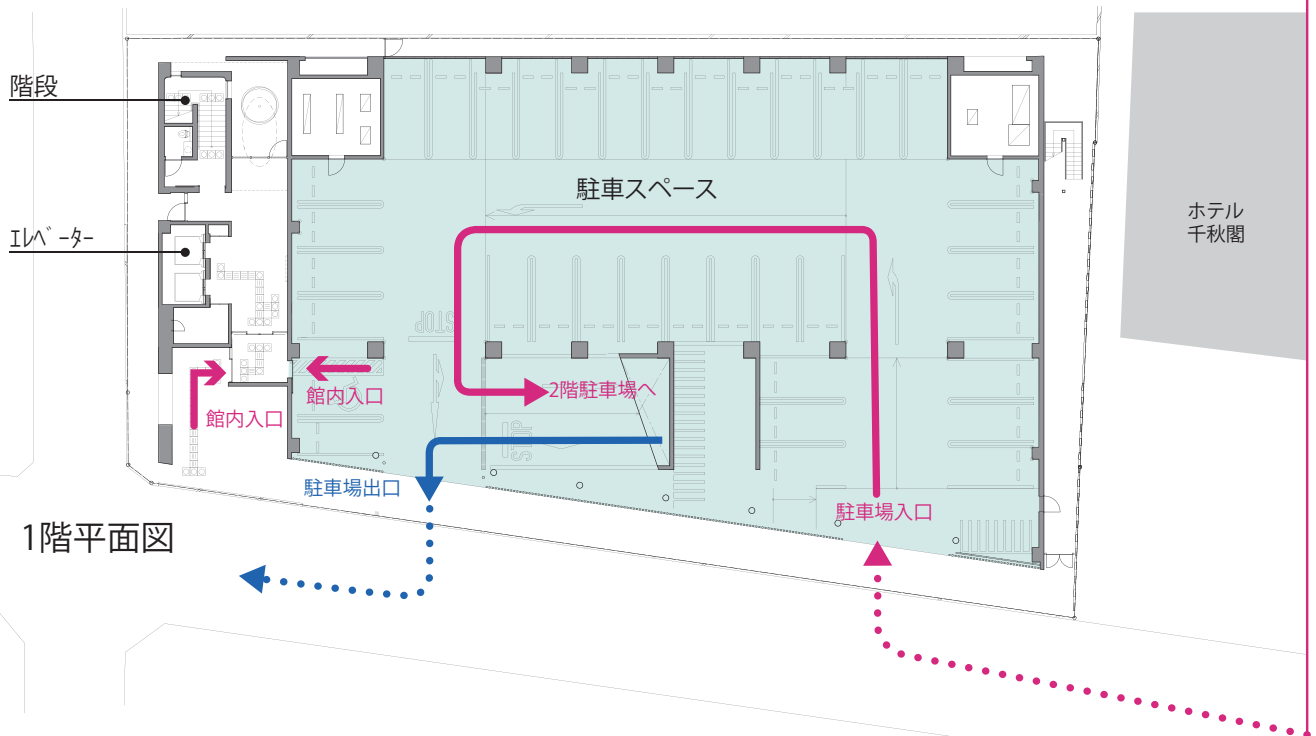 階段
駐車スペース
ホテル
千秋閣
ｴﾚﾍﾞｰﾀｰ
STOP
館内入口
2階駐車場へ
館内入口
STOP
駐車場出口
駐車場入口
1階平面図